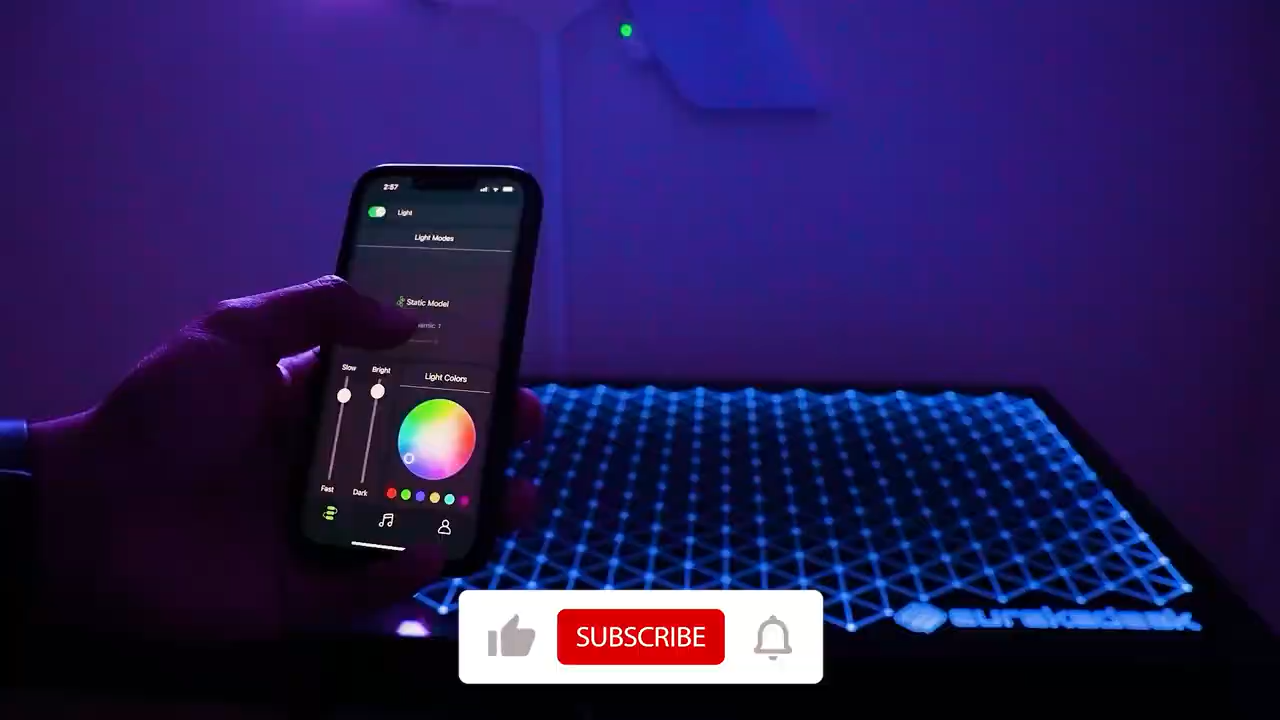 2:57
Light
Light Modes
Static Model
Slow
Bright
Light Colors
Fast
Dark
SUBSCRIBE
eurekadesk